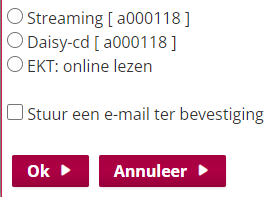 Streaming [ a000118 ]
Daisy-cd [ a000118 ]
EKT: online lezen
Stuur een e-mail ter bevestiging
Ok
Annuleer